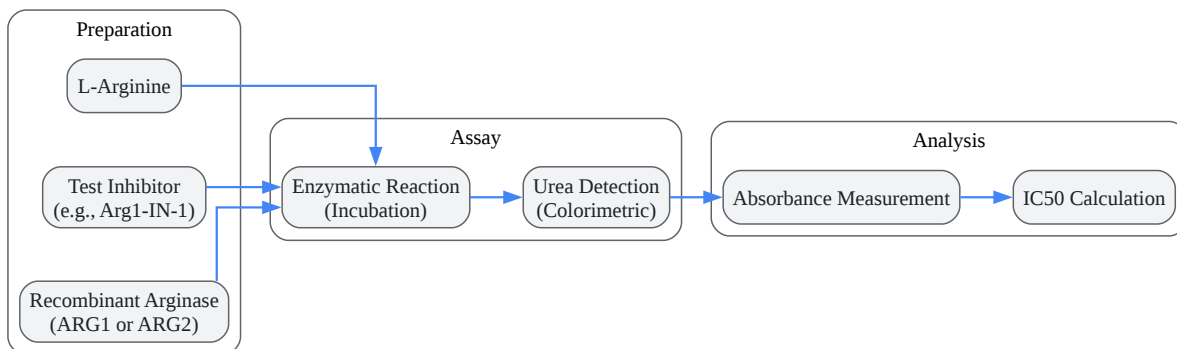 Preparation
L-Arginine
Test Inhibitor
(e.g., Arg1-IN-1)
Recombinant Arginase
(ARG1 or ARG2)
Assay
Enzymatic Reaction
(Incubation)
Urea Detection
(Colorimetric)
Analysis
Absorbance Measurement
IC50 Calculation